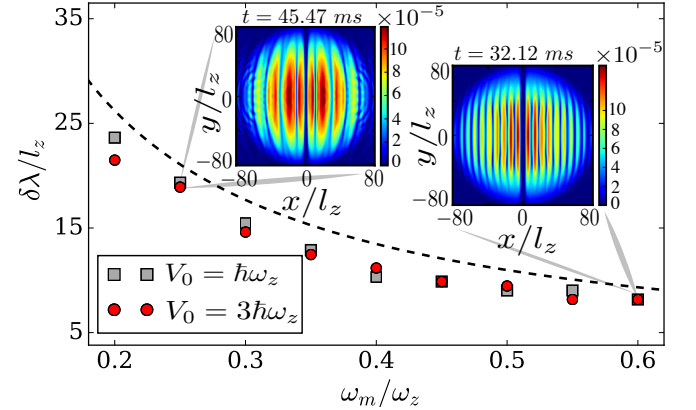 35
25
15
5
δλ/l_z
0.2 0.3 0.4 0.5 0.6
ω_m/ω_z
t = 45.47 ms
×10⁻⁵
80
0
−80
y/l_z
0 80
x/l_z
10
8
6
4
2
0
t = 32.12 ms
×10⁻⁵
80
0
−80
y/l_z
−80 0 80
x/l_z
10
8
6
4
2
0
V₀ = ħω_z
V₀ = 3ħω_z